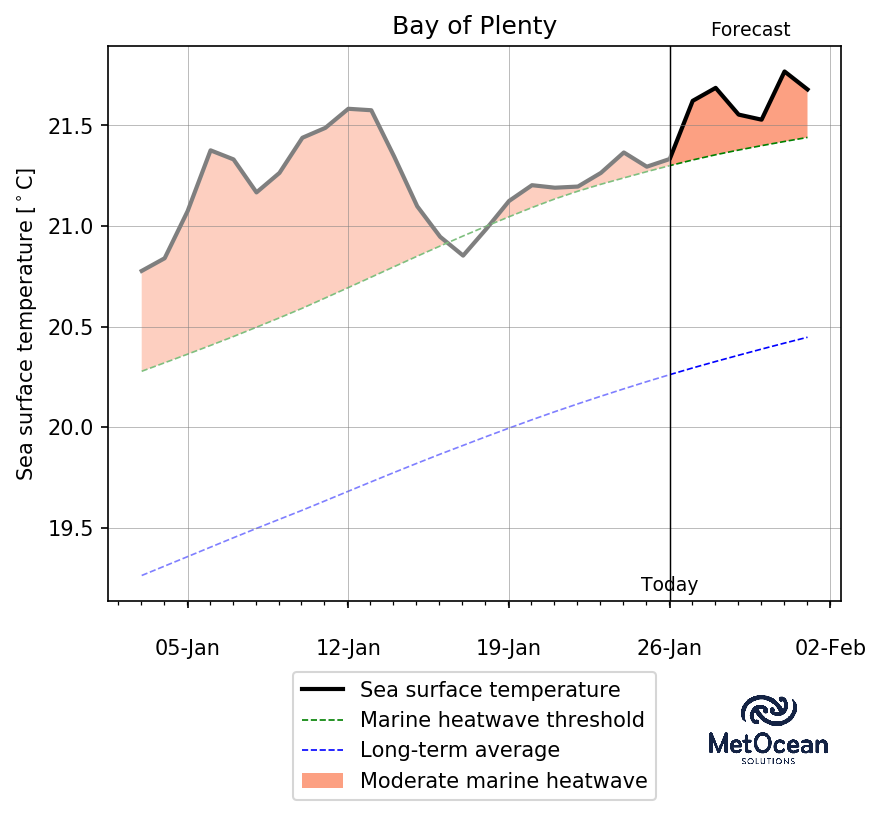 Bay of Plenty
Forecast
Sea surface temperature [°C]
21.5
21.0
20.5
20.0
19.5
Today
05-Jan 12-Jan 19-Jan 26-Jan 02-Feb
Sea surface temperature
Marine heatwave threshold
Long-term average
Moderate marine heatwave
MetOcean
SOLUTIONS